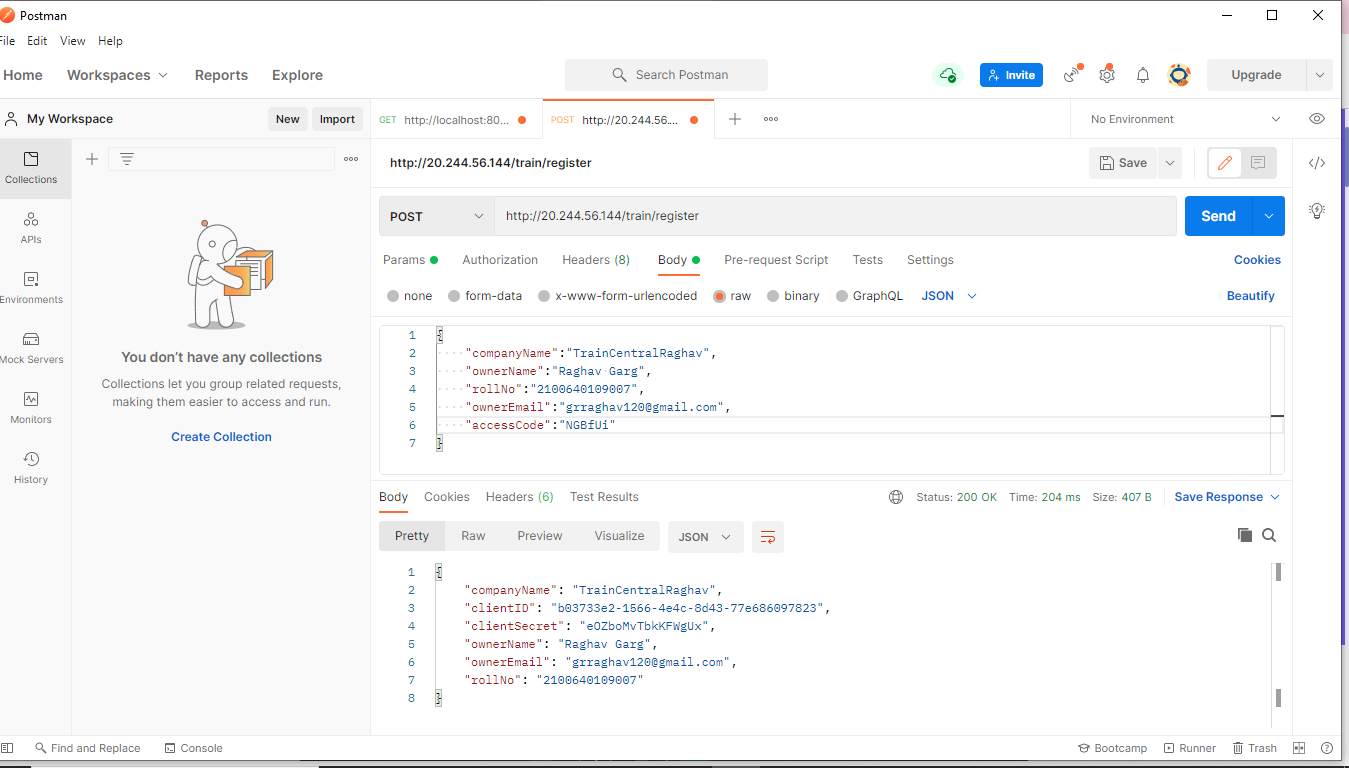 Postman
File Edit View Help
Home Workspaces Reports Explore Search Postman Invite Upgrade
My Workspace New Import GET http://localhost:80... POST http://20.244.56.... No Environment
Collections
APIs
Environments
Mock Servers
Monitors
History
You don't have any collections
Collections let you group related requests,
making them easier to access and run.
Create Collection
http://20.244.56.144/train/register Save
POST http://20.244.56.144/train/register Send
Params Authorization Headers (8) Body Pre-request Script Tests Settings Cookies
none form-data x-www-form-urlencoded raw binary GraphQL JSON Beautify
1 {
2 "companyName":"TrainCentralRaghav",
3 "ownerName":"Raghav Garg",
4 "rollNo":"2100640109007",
5 "ownerEmail":"grraghav120@gmail.com",
6 "accessCode":"NGBfUi"
7 }
Body Cookies Headers (6) Test Results Status: 200 OK Time: 204 ms Size: 407 B Save Response
Pretty Raw Preview Visualize JSON
1 {
2 "companyName": "TrainCentralRaghav",
3 "clientID": "b03733e2-1566-4e4c-8d43-77e686097823",
4 "clientSecret": "eOZboMvTbkKFWgUx",
5 "ownerName": "Raghav Garg",
6 "ownerEmail": "grraghav120@gmail.com",
7 "rollNo": "2100640109007"
8 }
Find and Replace Console Bootcamp Runner Trash